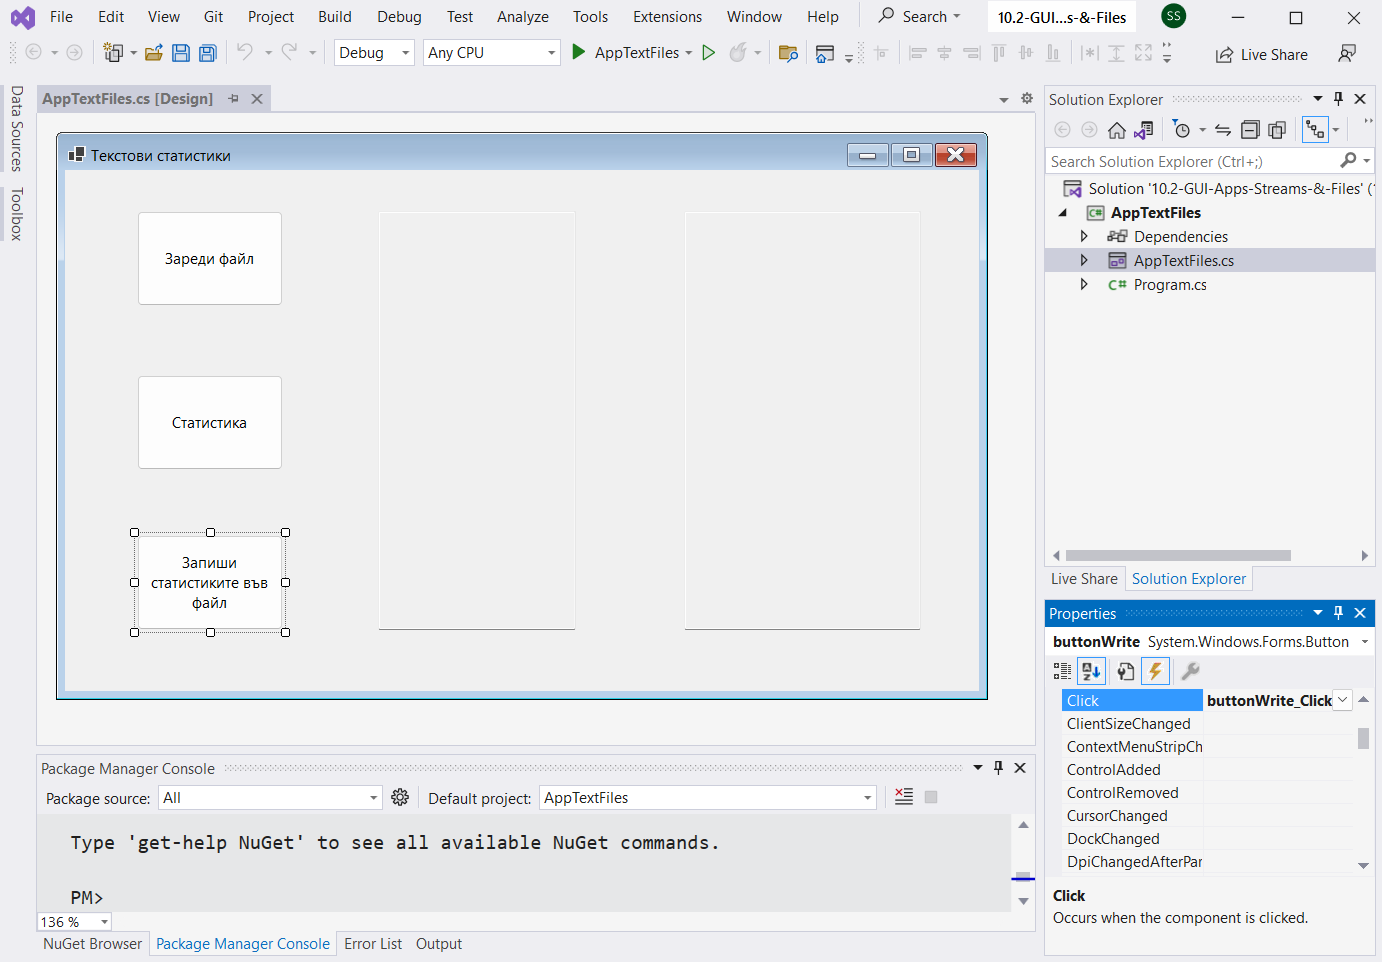 File Edit View Git Project Build Debug Test Analyze Tools Extensions Window Help Search 10.2-GUI...s-&-Files SS
Debug Any CPU AppTextFiles Live Share
Data Sources
Toolbox
AppTextFiles.cs [Design]
Текстови статистики
Зареди файл
Статистика
Запиши
статистиките във
файл
Solution Explorer
Search Solution Explorer (Ctrl+;)
Solution '10.2-GUI-Apps-Streams-&-Files' (
AppTextFiles
Dependencies
AppTextFiles.cs
C# Program.cs
Live Share Solution Explorer
Properties
buttonWrite System.Windows.Forms.Button
Click buttonWrite_Click
ClientSizeChanged
ContextMenuStripCh
ControlAdded
ControlRemoved
CursorChanged
DockChanged
DpiChangedAfterPar
Click
Occurs when the component is clicked.
Package Manager Console
Package source: All Default project: AppTextFiles
Type 'get-help NuGet' to see all available NuGet commands.
PM>
136 %
NuGet Browser Package Manager Console Error List Output